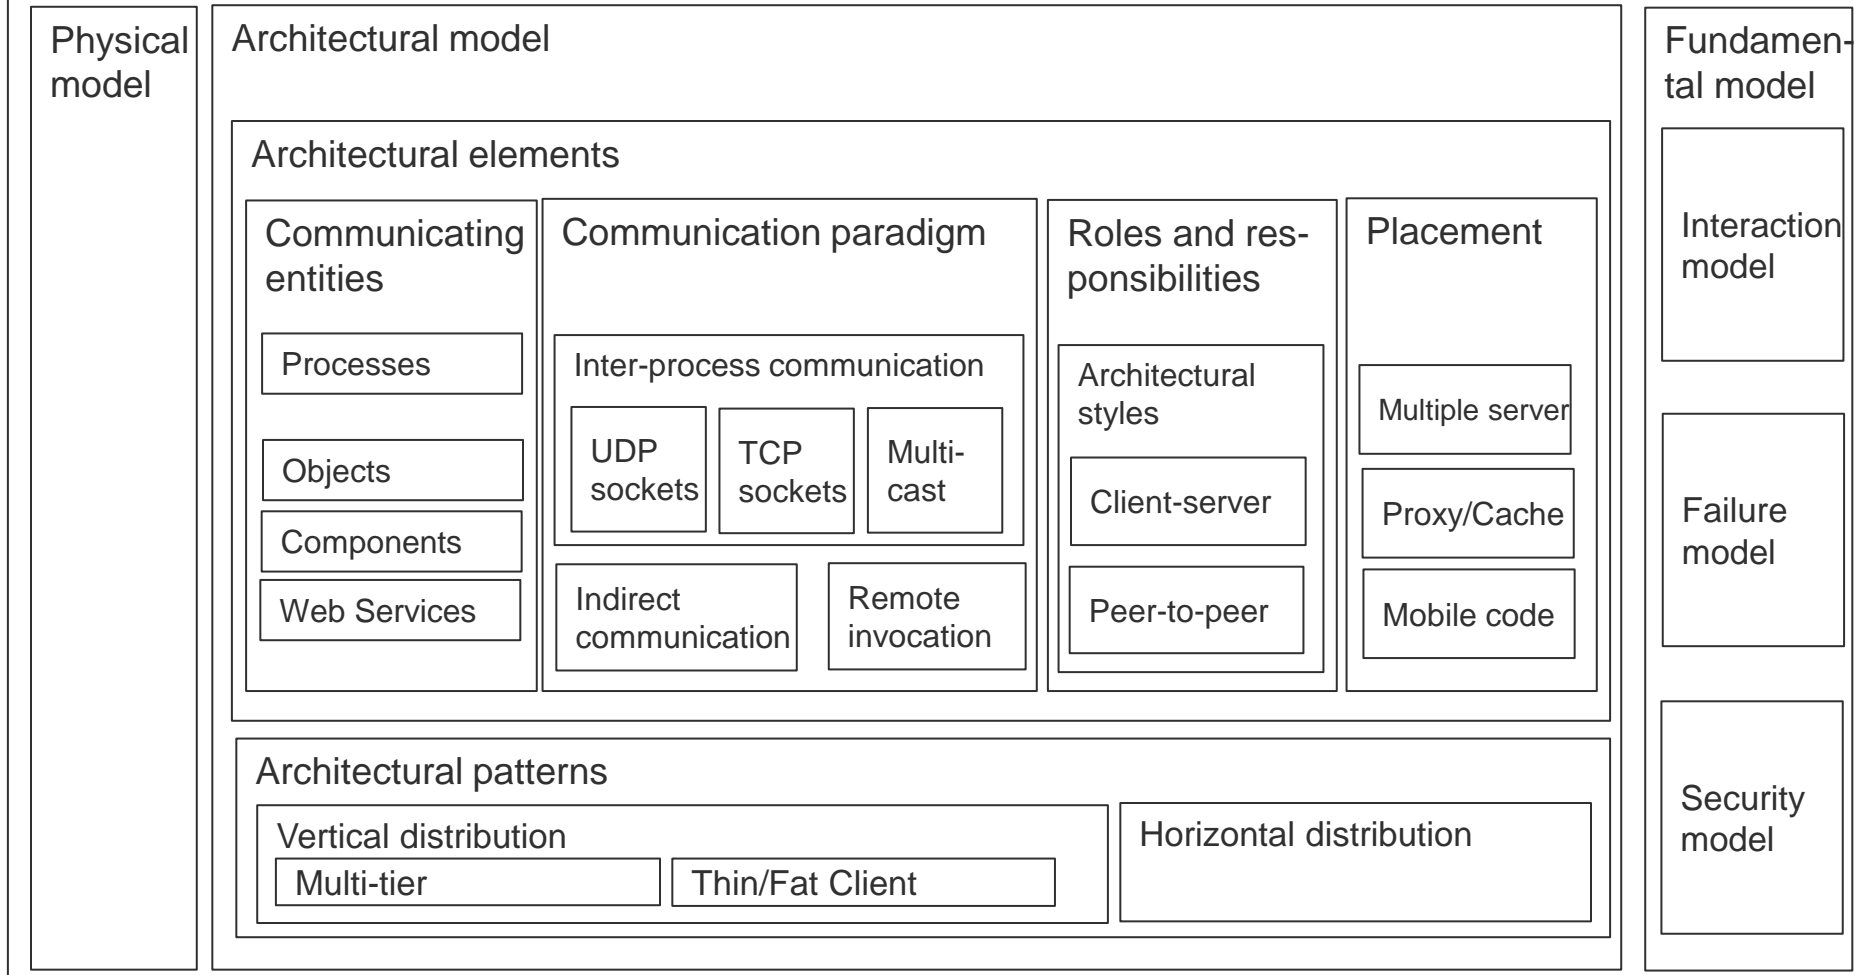 Physical
model
Architectural model
Architectural elements
Communicating
entities
Processes
Objects
Components
Web Services
Communication paradigm
Inter-process communication
UDP
sockets
TCP
sockets
Multi-
cast
Indirect
communication
Remote
invocation
Roles and res-
ponsibilities
Architectural
styles
Client-server
Peer-to-peer
Placement
Multiple server
Proxy/Cache
Mobile code
Architectural patterns
Vertical distribution
Multi-tier
Thin/Fat Client
Horizontal distribution
Fundamen-
tal model
Interaction
model
Failure
model
Security
model